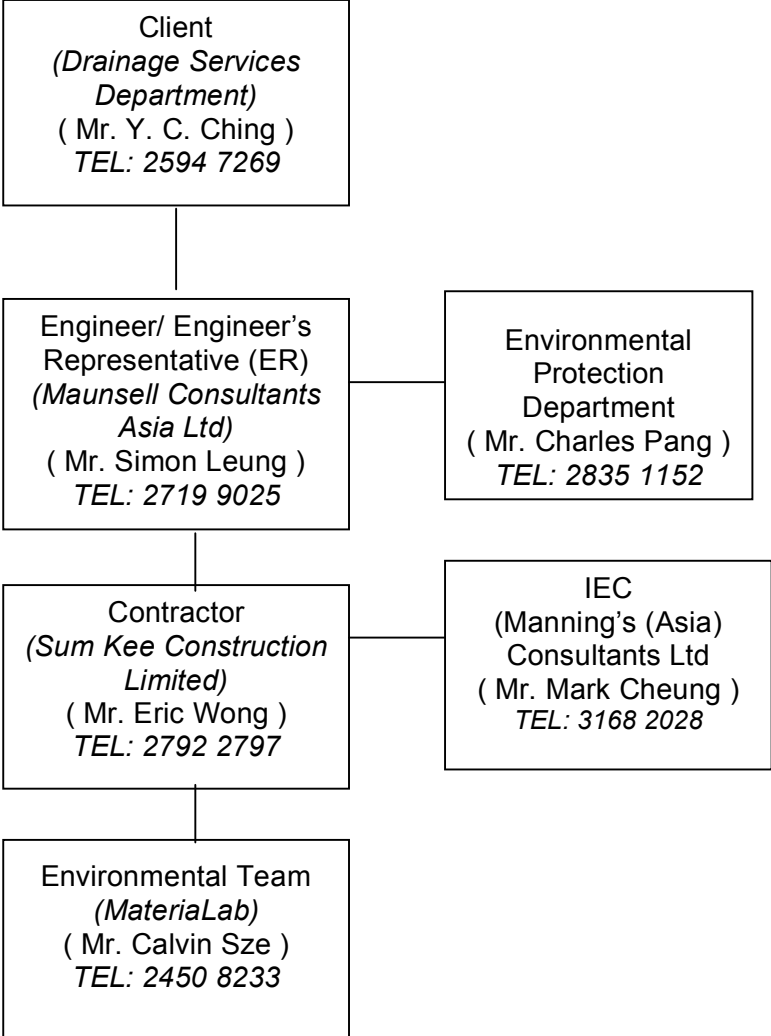 Client
(Drainage Services
Department)
( Mr. Y. C. Ching )
TEL: 2594 7269
Engineer/ Engineer’s
Representative (ER)
(Maunsell Consultants
Asia Ltd)
( Mr. Simon Leung )
TEL: 2719 9025
Environmental
Protection
Department
( Mr. Charles Pang )
TEL: 2835 1152
Contractor
(Sum Kee Construction
Limited)
( Mr. Eric Wong )
TEL: 2792 2797
IEC
(Manning’s (Asia)
Consultants Ltd
( Mr. Mark Cheung )
TEL: 3168 2028
Environmental Team
(MateriaLab)
( Mr. Calvin Sze )
TEL: 2450 8233